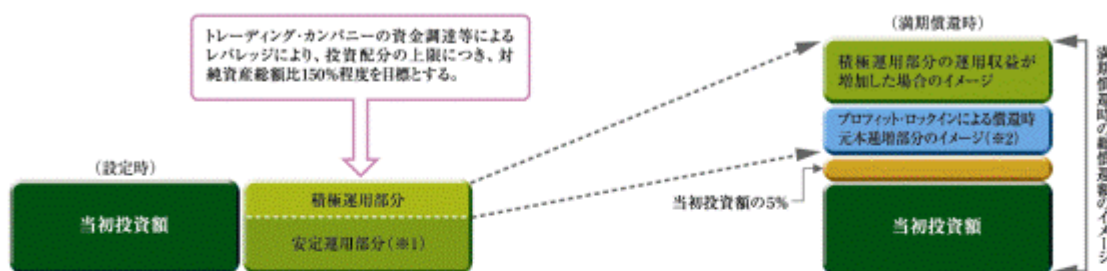 トレーディング・カンパニーの資金調達等による
レバレッジにより、投資配分の上限につき、対
純資産総額比150%程度を目標とする。
(設定時)
当初投資額
積極運用部分
安定運用部分(※1)
(満期償還時)
積極運用部分の運用収益が
増加した場合のイメージ
プロフィット・ロックインによる償還時
元本逓増部分のイメージ(※2)
当初投資額の5%
当初投資額
満期償還時の総償還額のイメージ